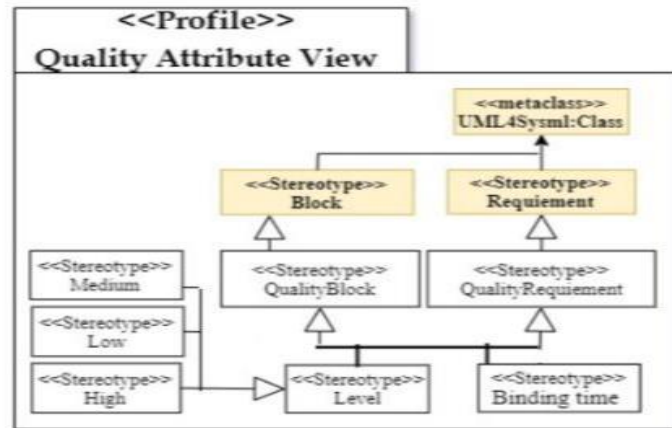 <<Profile>>
Quality Attribute View
<<metaclass>>
UML4Sysml:Class
<<Stereotype>>
Block
<<Stereotype>>
Requiement
<<Stereotype>>
Medium
<<Stereotype>>
QualityBlock
<<Stereotype>>
QualityRequiement
<<Stereotype>>
Low
<<Stereotype>>
High
<<Stereotype>>
Level
<<Stereotype>>
Binding time